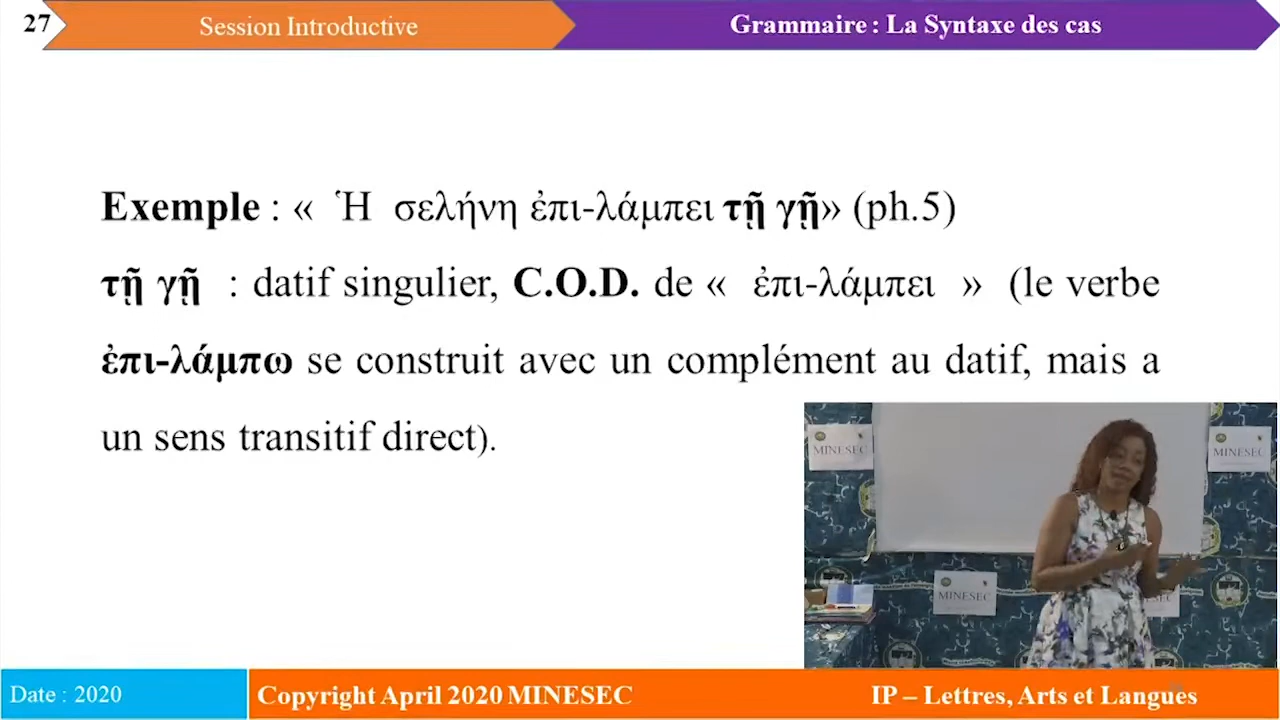 27 Session Introductive Grammaire : La Syntaxe des cas
Exemple : « Ἡ σελήνη ἐπι-λάμπει τῇ γῇ» (ph.5)
τῇ γῇ : datif singulier, C.O.D. de « ἐπι-λάμπει » (le verbe
ἐπι-λάμπω se construit avec un complément au datif, mais a
un sens transitif direct).
MINESEC
MINESEC
MINESEC
Date : 2020 Copyright April 2020 MINESEC IP – Lettres, Arts et Langues